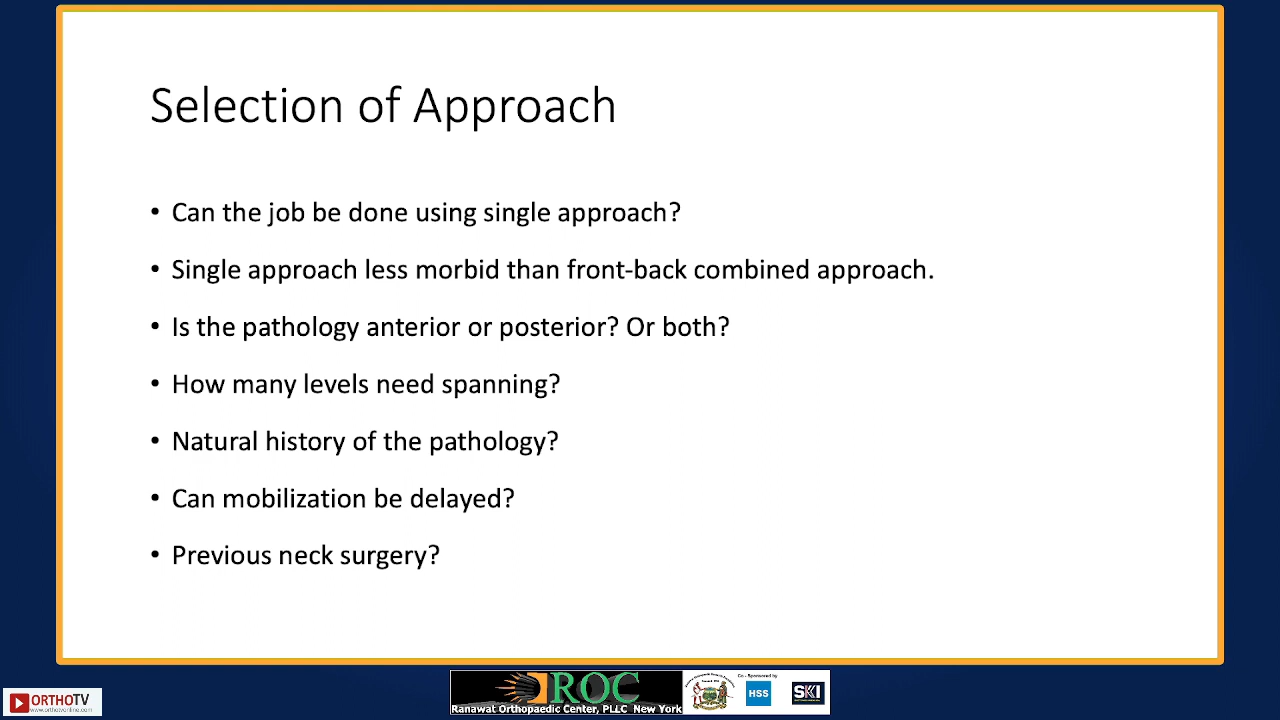 Selection of Approach
• Can the job be done using single approach?
• Single approach less morbid than front-back combined approach.
• Is the pathology anterior or posterior? Or both?
• How many levels need spanning?
• Natural history of the pathology?
• Can mobilization be delayed?
• Previous neck surgery?
ORTHOTV
www.orthotvonline.com
ROC
Ranawat Orthopaedic Center, PLLC New York
Co - Sponsored by
HSS
SKI